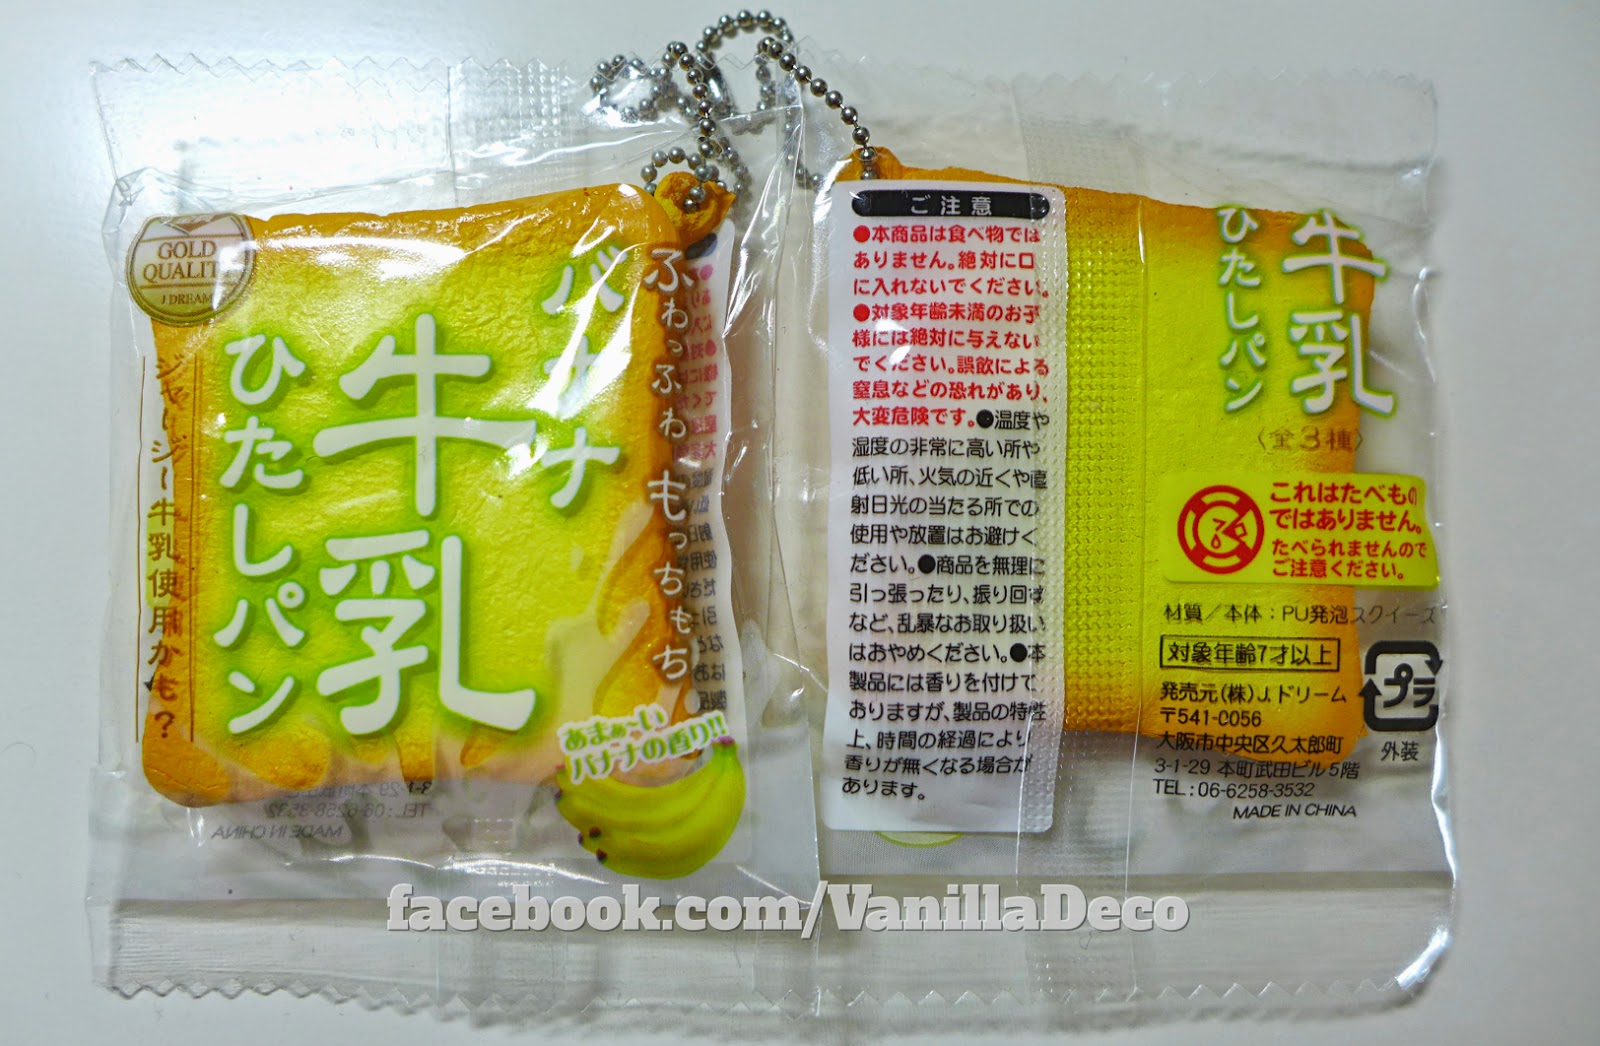 GOLD
QUALITY
J DREAM
バナナ
牛乳
ひたしパン
ふわっふわ もっちもち
ジャージー牛乳使用かも?
あまぁ~い
バナナの香り!!
ご注意
●本商品は食べ物では
ありません。絶対に口
に入れないでください。
●対象年齢未満のお子
様には絶対に与えない
でください。誤飲による
窒息などの恐れがあり、
大変危険です。●温度や
湿度の非常に高い所や
低い所、火気の近くや直
射日光の当たる所での
使用や放置はお避けく
ださい。●商品を無理に
引っ張ったり、振り回す
など、乱暴なお取り扱い
はおやめください。●本
製品には香りを付けて
おりますが、製品の特性
上、時間の経過により
香りが無くなる場合が
あります。
牛乳
ひたしパン
〈全3種〉
これはたべもの
ではありません。
たべられませんので
ご注意ください。
材質/本体:PU発泡スクイーズ
対象年齢7才以上
発売元(株)J.ドリーム
〒541-0056
大阪市中央区久太郎町
3-1-29 本町武田ビル5階
TEL:06-6258-3532
MADE IN CHINA
プラ
外装
facebook.com/VanillaDeco